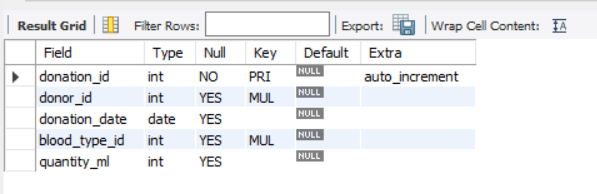 Result Grid Filter Rows: Export: Wrap Cell Content: IA
Field Type Null Key Default Extra
donation_id int NO PRI NULL auto_increment
donor_id int YES MUL NULL
donation_date date YES NULL
blood_type_id int YES MUL NULL
quantity_ml int YES NULL